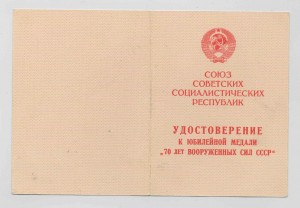 СОЮЗ
СОВЕТСКИХ
СОЦИАЛИСТИЧЕСКИХ
РЕСПУБЛИК
УДОСТОВЕРЕНИЕ
К ЮБИЛЕЙНОЙ МЕДАЛИ
„70 ЛЕТ ВООРУЖЕННЫХ СИЛ СССР"